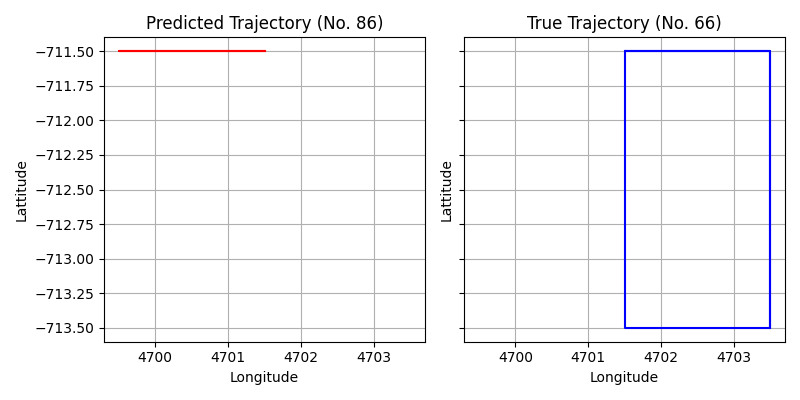 Predicted Trajectory (No. 86)
True Trajectory (No. 66)
−711.50
−711.75
−712.00
−712.25
−712.50
−712.75
−713.00
−713.25
−713.50
Lattitude
Lattitude
4700 4701 4702 4703
4700 4701 4702 4703
Longitude
Longitude